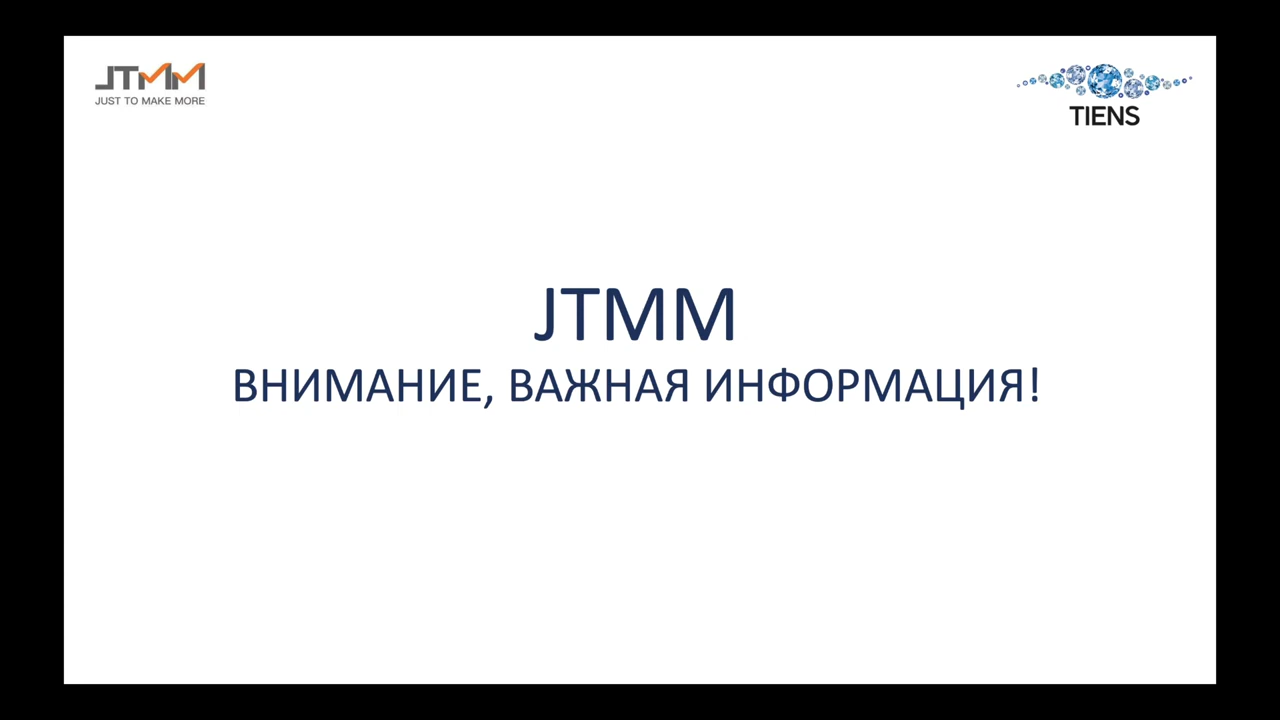 JTMM
JUST TO MAKE MORE
TIENS
JTMM
ВНИМАНИЕ, ВАЖНАЯ ИНФОРМАЦИЯ!